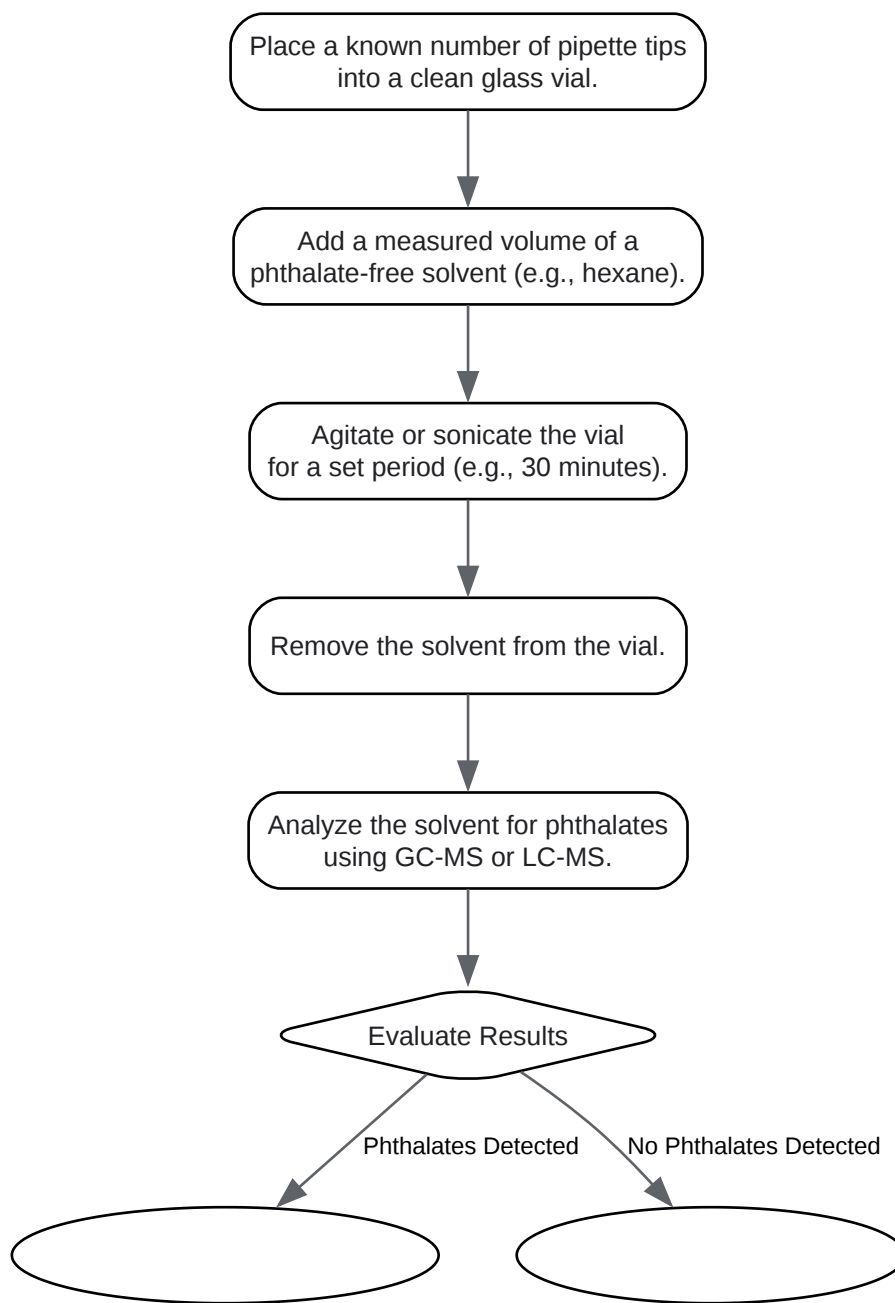 Place a known number of pipette tips
into a clean glass vial.
Add a measured volume of a
phthalate-free solvent (e.g., hexane).
Agitate or sonicate the vial
for a set period (e.g., 30 minutes).
Remove the solvent from the vial.
Analyze the solvent for phthalates
using GC-MS or LC-MS.
Evaluate Results
Phthalates Detected
No Phthalates Detected